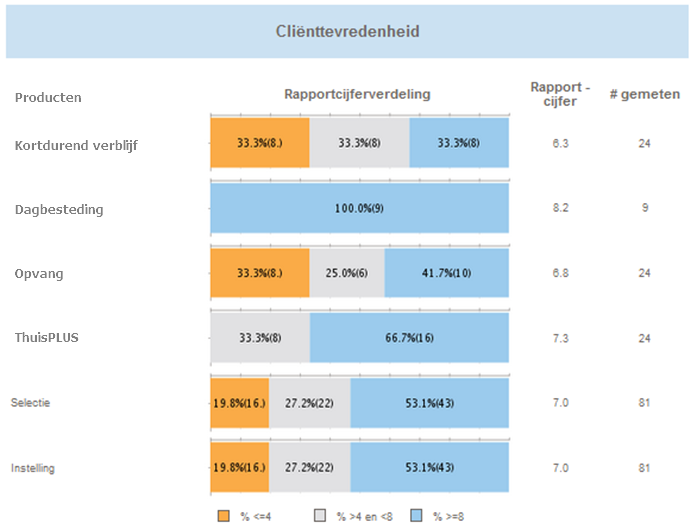 Cliënttevredenheid
Producten Rapportcijferverdeling Rapport - cijfer # gemeten
Kortdurend verblijf 33.3%(8.) 33.3%(8) 33.3%(8) 6.3 24
Dagbesteding 100.0%(9) 8.2 9
Opvang 33.3%(8.) 25.0%(6) 41.7%(10) 6.8 24
ThuisPLUS 33.3%(8) 66.7%(16) 7.3 24
Selectie 19.8%(16.) 27.2%(22) 53.1%(43) 7.0 81
Instelling 19.8%(16.) 27.2%(22) 53.1%(43) 7.0 81
% <=4 % >4 en <8 % >=8